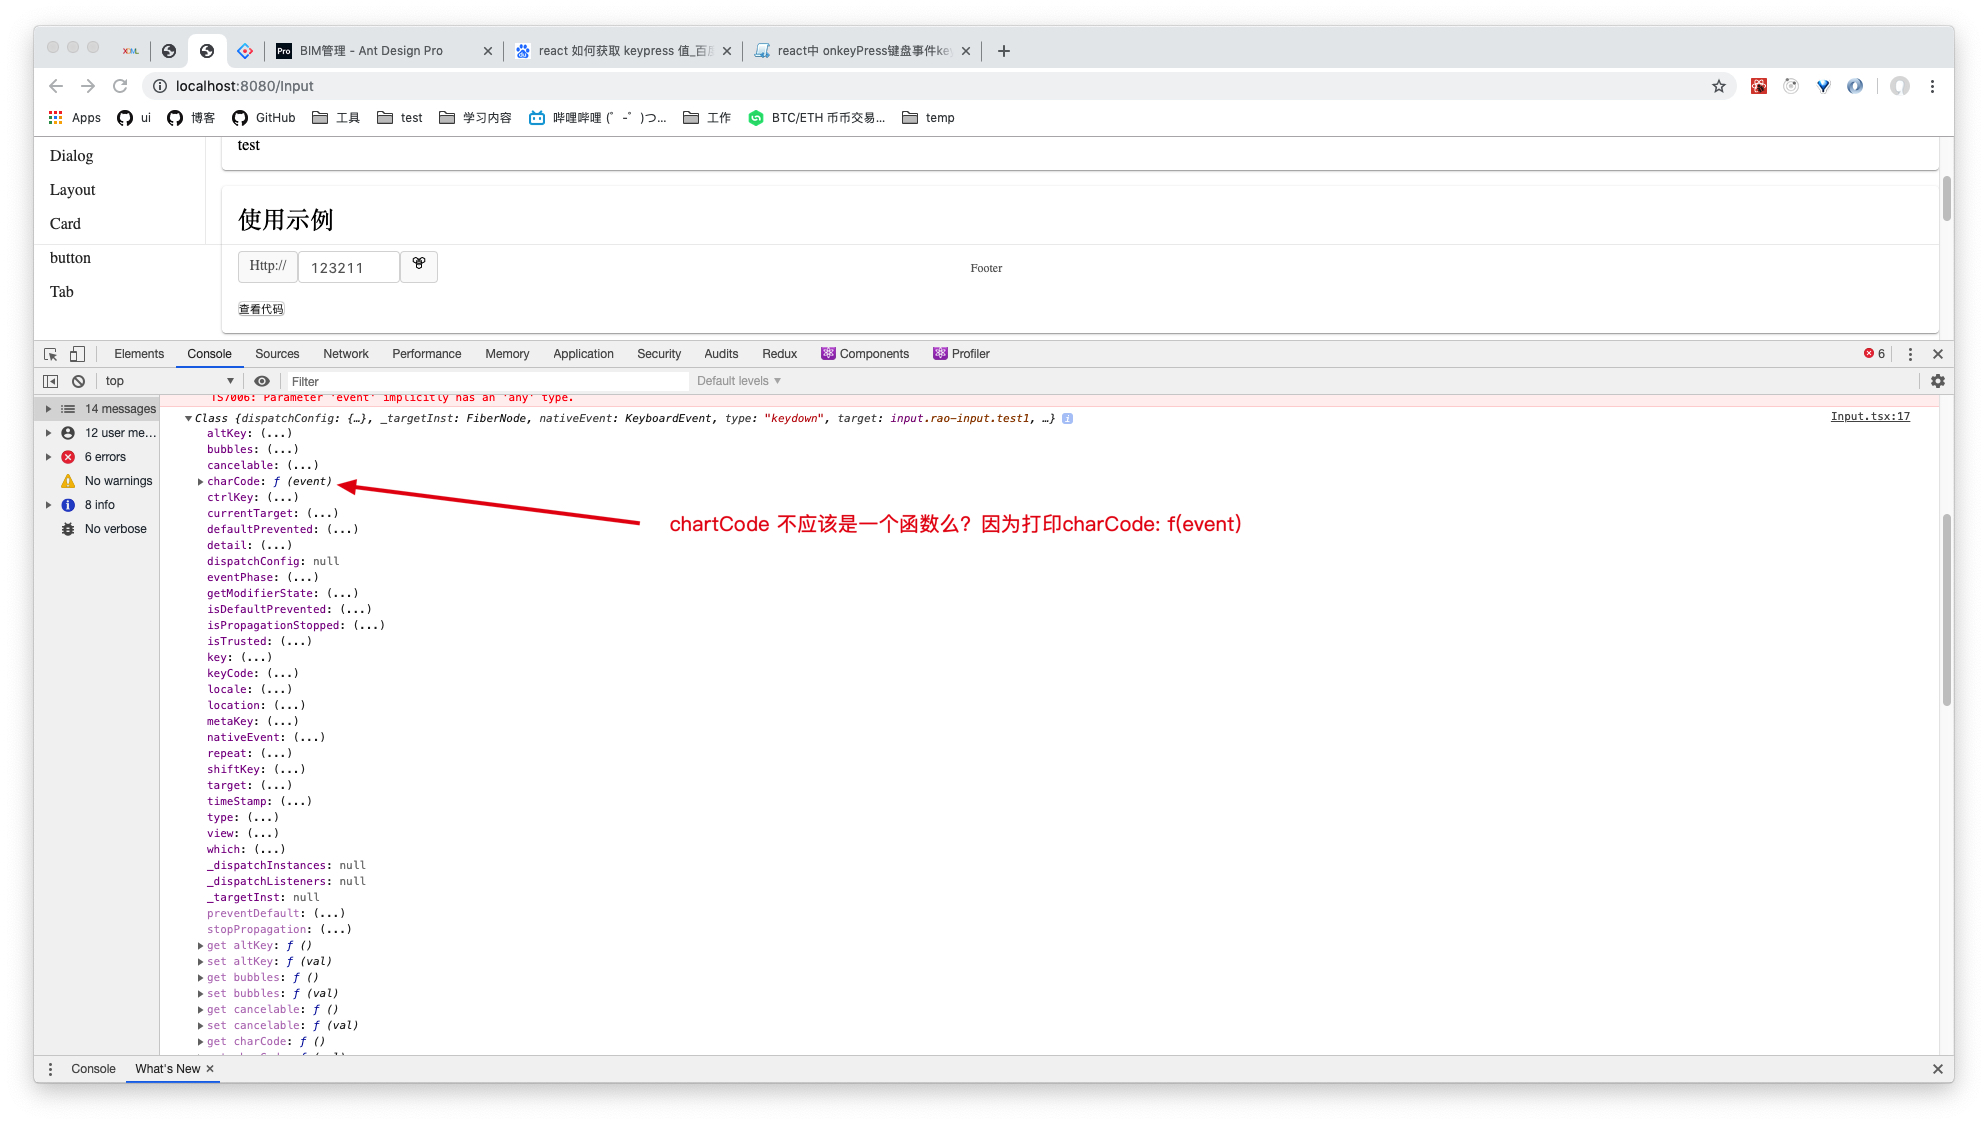 XIXML
BIM管理 - Ant Design Pro
react 如何获取 keypress 值_百
react中 onkeyPress键盘事件ke
localhost:8080/Input
Apps
ui
博客
GitHub
工具
test
学习内容
哔哩哔哩 (゜-゜)つ...
工作
BTC/ETH 币币交易...
temp
Dialog
Layout
Card
button
Tab
test
使用示例
Http://
123211
Footer
查看代码
Elements
Console
Sources
Network
Performance
Memory
Application
Security
Audits
Redux
Components
Profiler
6
top
Filter
Default levels
14 messages
12 user me...
6 errors
No warnings
8 info
No verbose
TS7006: Parameter 'event' implicitly has an 'any' type.
Class {dispatchConfig: {…}, _targetInst: FiberNode, nativeEvent: KeyboardEvent, type: "keydown", target: input.rao-input.test1, …}
Input.tsx:17
altKey: (...)
bubbles: (...)
cancelable: (...)
charCode: ƒ (event)
ctrlKey: (...)
currentTarget: (...)
defaultPrevented: (...)
detail: (...)
dispatchConfig: null
eventPhase: (...)
getModifierState: (...)
isDefaultPrevented: (...)
isPropagationStopped: (...)
isTrusted: (...)
key: (...)
keyCode: (...)
locale: (...)
location: (...)
metaKey: (...)
nativeEvent: (...)
repeat: (...)
shiftKey: (...)
target: (...)
timeStamp: (...)
type: (...)
view: (...)
which: (...)
_dispatchInstances: null
_dispatchListeners: null
_targetInst: null
preventDefault: (...)
stopPropagation: (...)
get altKey: ƒ ()
set altKey: ƒ (val)
get bubbles: ƒ ()
set bubbles: ƒ (val)
get cancelable: ƒ ()
set cancelable: ƒ (val)
get charCode: ƒ ()
chartCode 不应该是一个函数么？因为打印charCode: f(event)
Console
What's New